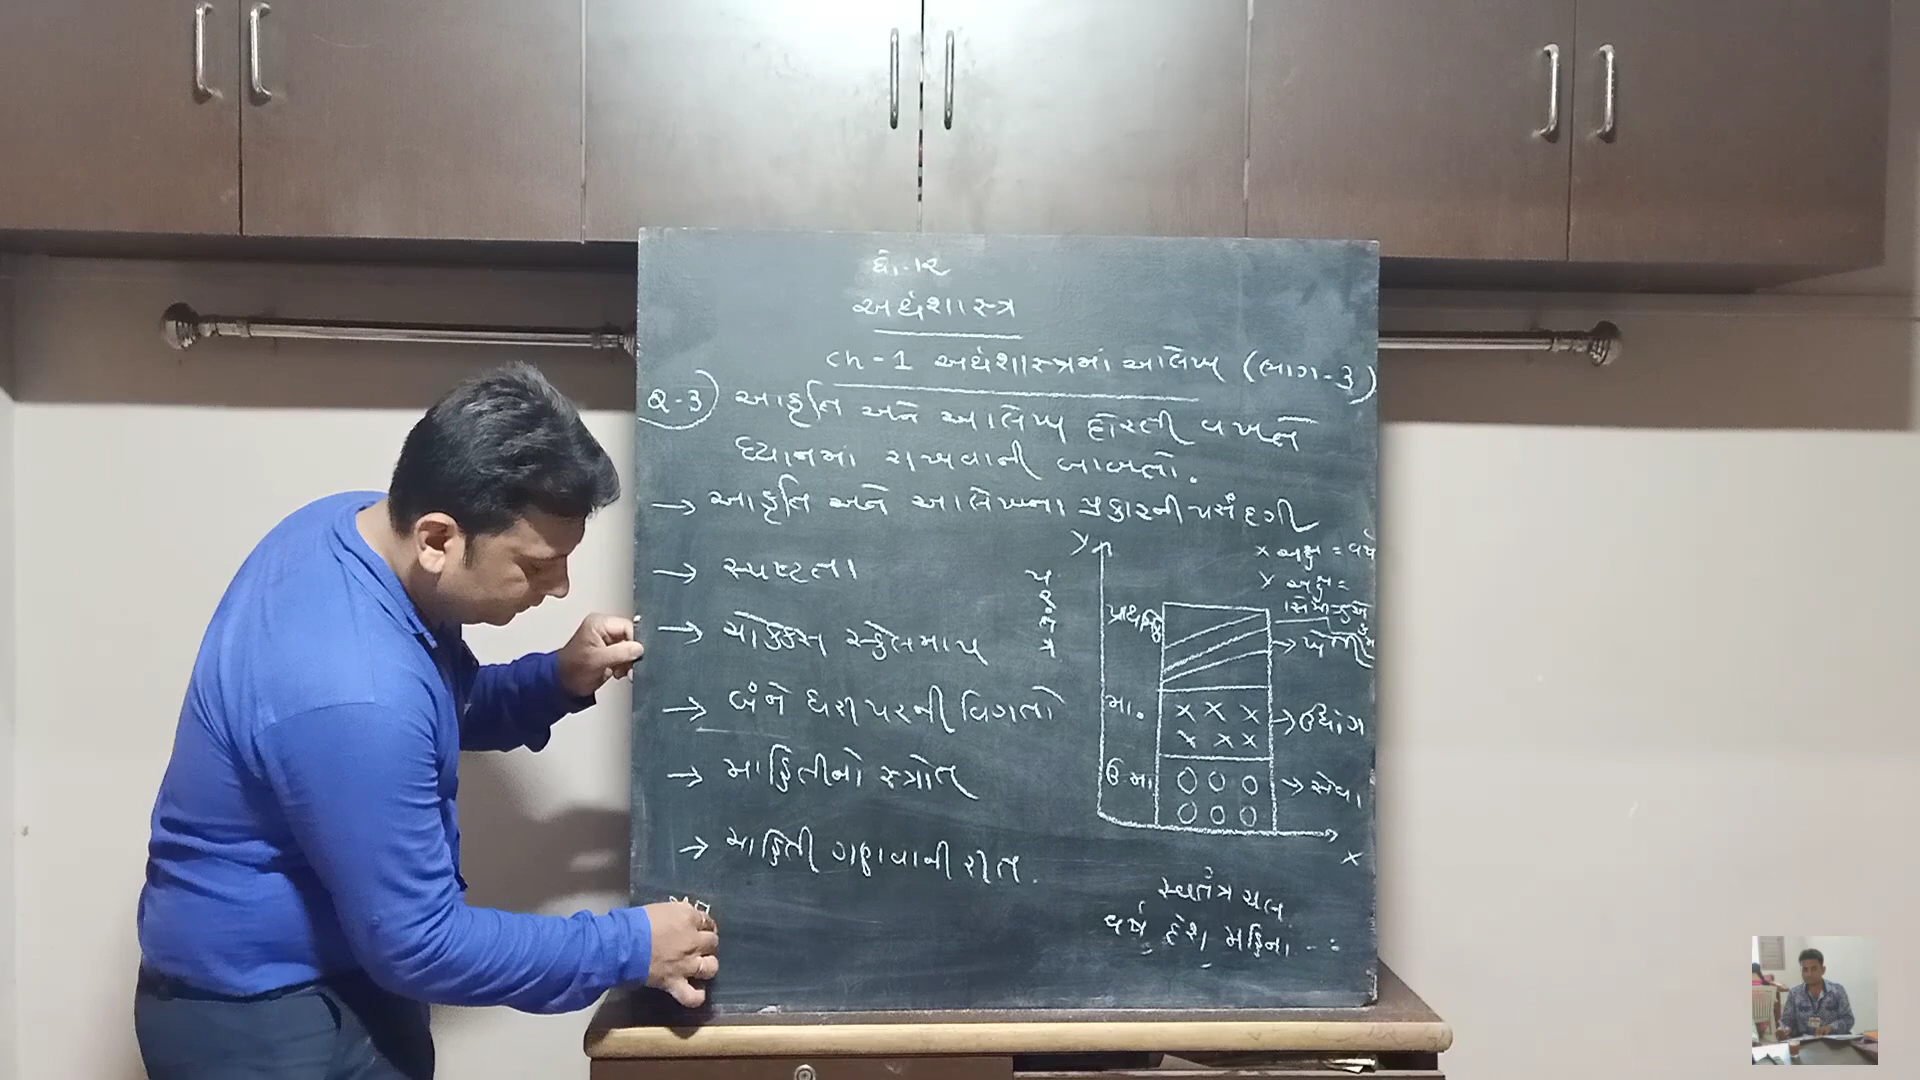 ધો.-૧૨
અર્થશાસ્ત્ર
ch - 1 અર્થશાસ્ત્રમાં આલેખ (ભાગ-3)
Q-3) આકૃતિ અને આલેખ દોરતી વખતે
ધ્યાનમાં રાખવાની બાબતો.
→ આકૃતિ અને આલેખના પ્રકારની પસંદગી
→ સ્પષ્ટતા
→ ચોક્કસ સ્કેલમાપ
→ બંને ધરી પરની વિગતો
→ માહિતીનો સ્ત્રોત
→ માહિતી ગણવાની રીત.
Y
x અક્ષ = વર્ષ
Y અક્ષ =
પ્રાથમિક
→ ખેતી
મા.
x x x
x x x
→ ઉદ્યોગ
ઉ.મા.
O O O
O O O
→ સેવા
X
સ્વતંત્ર ચલ
વર્ષ દેશ મહિના